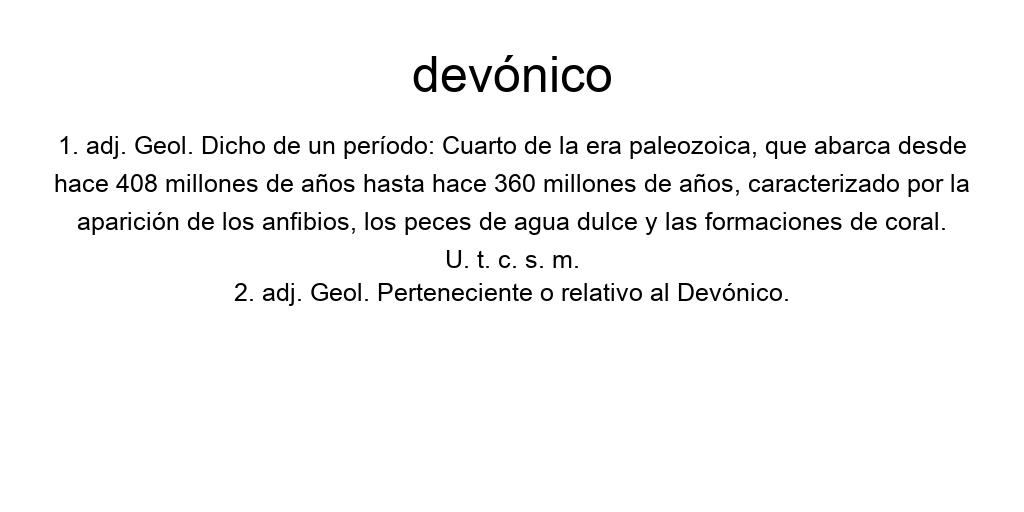 devónico
1. adj. Geol. Dicho de un período: Cuarto de la era paleozoica, que abarca desde
hace 408 millones de años hasta hace 360 millones de años, caracterizado por la
aparición de los anfibios, los peces de agua dulce y las formaciones de coral.
U. t. c. s. m.
2. adj. Geol. Perteneciente o relativo al Devónico.